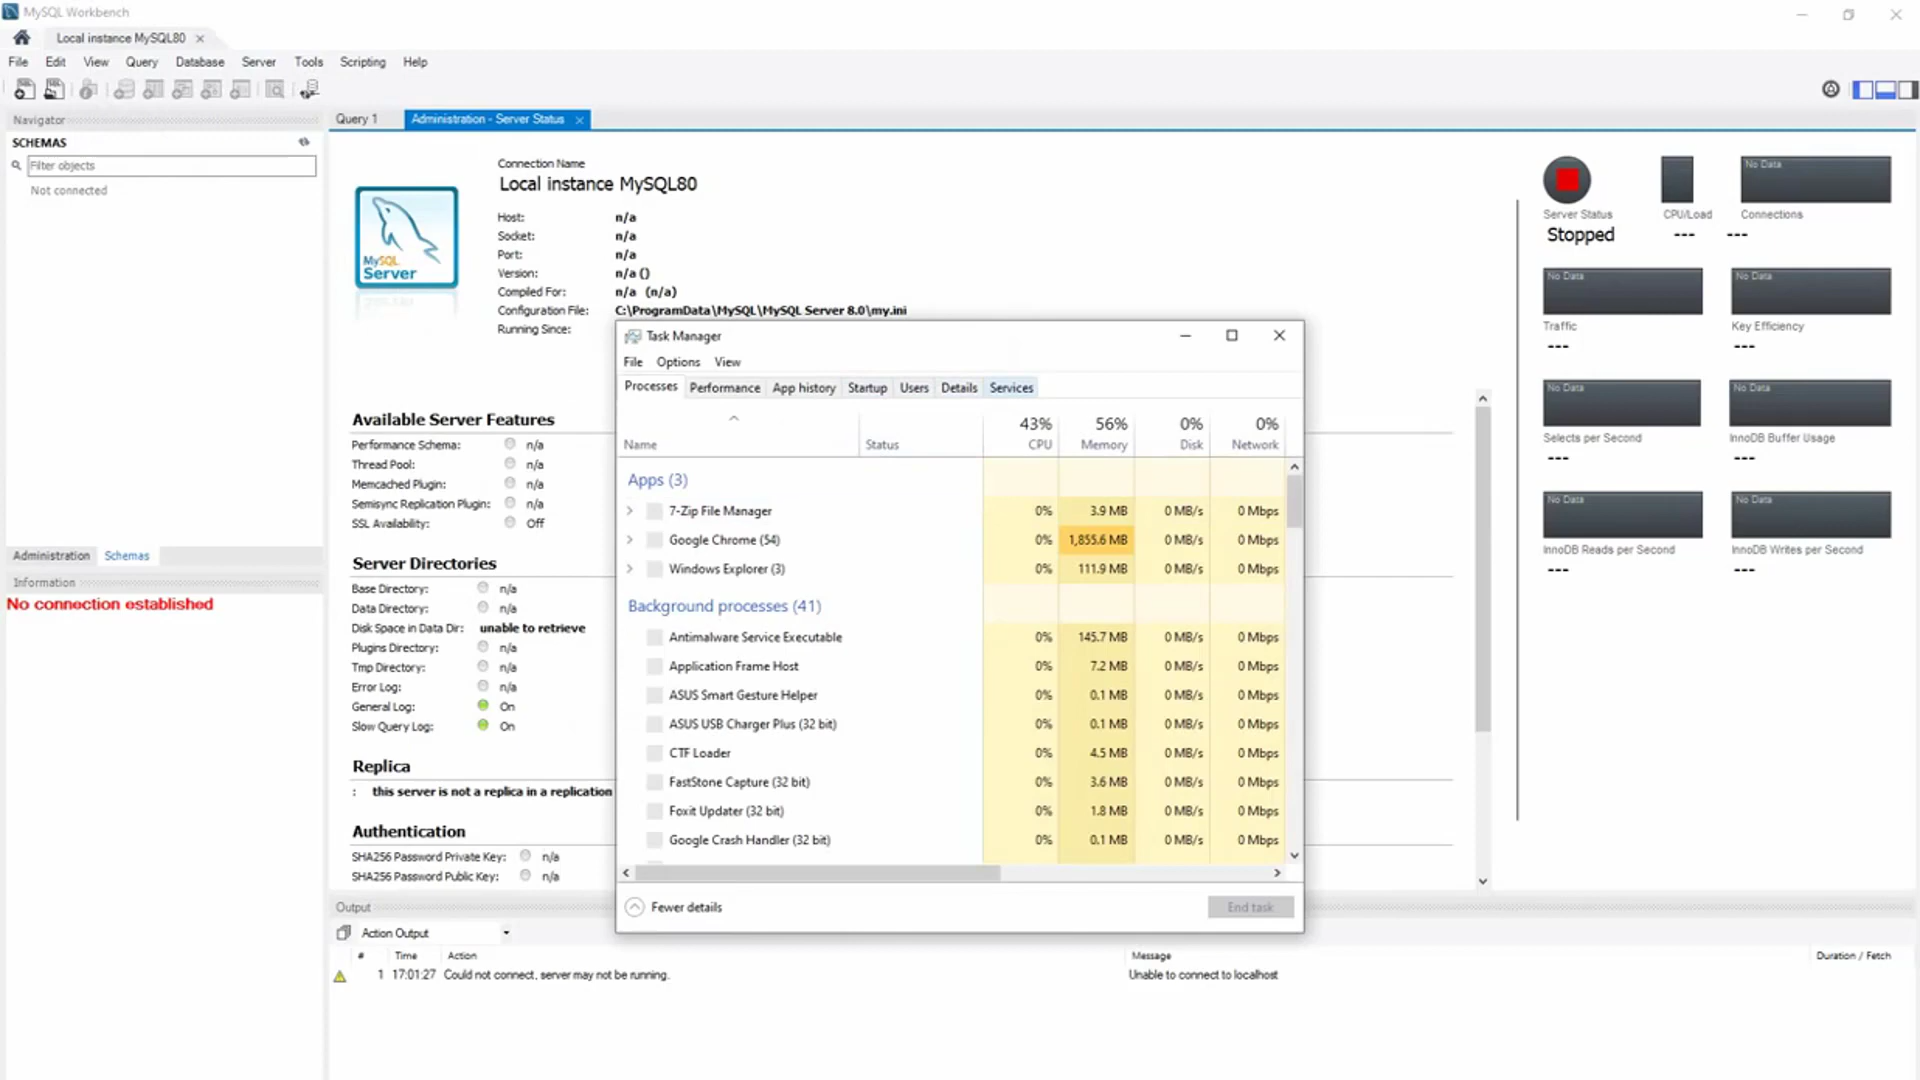 MySQL Workbench
Local instance MySQL80
File Edit View Query Database Server Tools Scripting Help
Navigator
SCHEMAS
Filter objects
Not connected
Query 1
Administration - Server Status
Connection Name
Local instance MySQL80
Host: n/a
Socket: n/a
Port: n/a
Version: n/a ()
Compiled For: n/a (n/a)
Configuration File: C:\ProgramData\MySQL\MySQL Server 8.0\my.ini
Running Since:
MySQL
Server
Available Server Features
Performance Schema: n/a
Thread Pool: n/a
Memcached Plugin: n/a
Semisync Replication Plugin: n/a
SSL Availability: Off
Server Directories
Base Directory: n/a
Data Directory: n/a
Disk Space in Data Dir: unable to retrieve
Plugins Directory: n/a
Tmp Directory: n/a
Error Log: n/a
General Log: On
Slow Query Log: On
Replica
: this server is not a replica in a replication
Authentication
SHA256 Password Private Key: n/a
SHA256 Password Public Key: n/a
Administration Schemas
Information
No connection established
Task Manager
File Options View
Processes Performance App history Startup Users Details Services
43% 56% 0% 0%
Name Status CPU Memory Disk Network
Apps (3)
7-Zip File Manager 0% 3.9 MB 0 MB/s 0 Mbps
Google Chrome (54) 0% 1,855.6 MB 0 MB/s 0 Mbps
Windows Explorer (3) 0% 111.9 MB 0 MB/s 0 Mbps
Background processes (41)
Antimalware Service Executable 0% 145.7 MB 0 MB/s 0 Mbps
Application Frame Host 0% 7.2 MB 0 MB/s 0 Mbps
ASUS Smart Gesture Helper 0% 0.1 MB 0 MB/s 0 Mbps
ASUS USB Charger Plus (32 bit) 0% 0.1 MB 0 MB/s 0 Mbps
CTF Loader 0% 4.5 MB 0 MB/s 0 Mbps
FastStone Capture (32 bit) 0% 3.6 MB 0 MB/s 0 Mbps
Foxit Updater (32 bit) 0% 1.8 MB 0 MB/s 0 Mbps
Google Crash Handler (32 bit) 0% 0.1 MB 0 MB/s 0 Mbps
Fewer details
End task
No Data
Server Status CPU/Load Connections
Stopped --- ---
No Data No Data
Traffic Key Efficiency
--- ---
No Data No Data
Selects per Second InnoDB Buffer Usage
--- ---
No Data No Data
InnoDB Reads per Second InnoDB Writes per Second
--- ---
Output
Action Output
# Time Action Message Duration / Fetch
1 17:01:27 Could not connect, server may not be running. Unable to connect to localhost